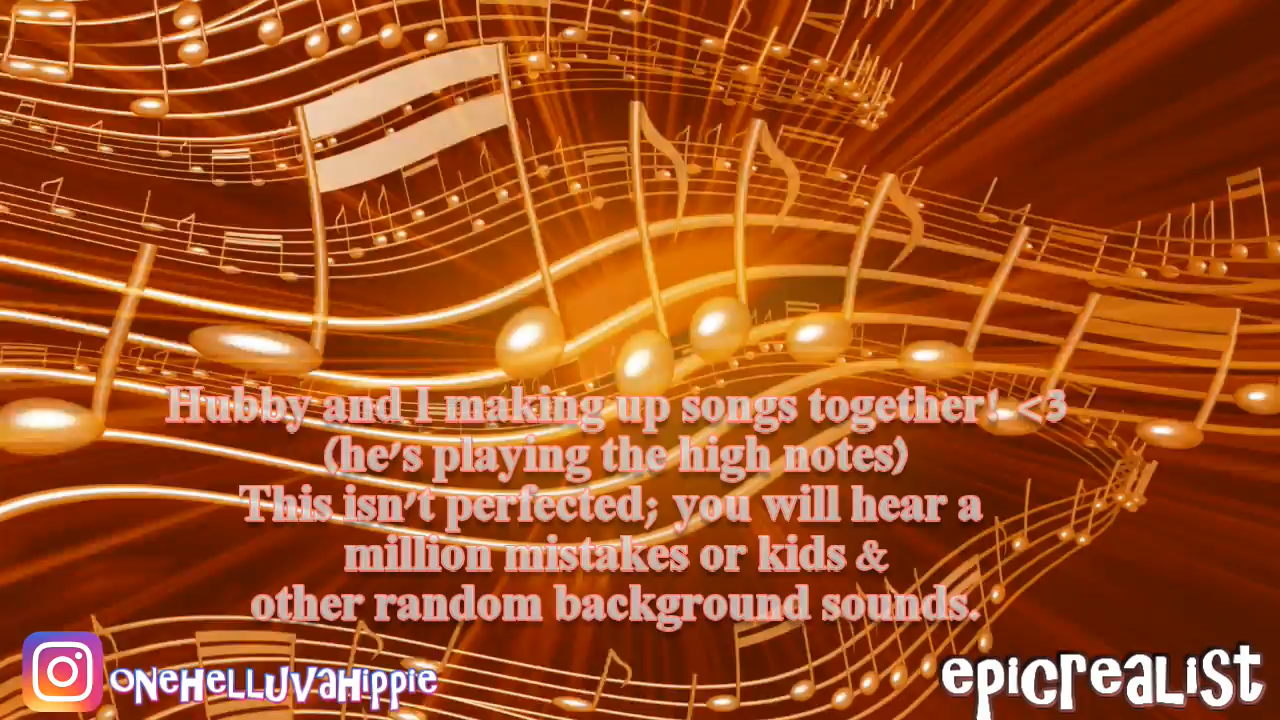 Hubby and I making up songs together! <3
(he's playing the high notes)
This isn't perfected; you will hear a
million mistakes or kids &
other random background sounds.
oNeHeLLUVaHippie epicrealist